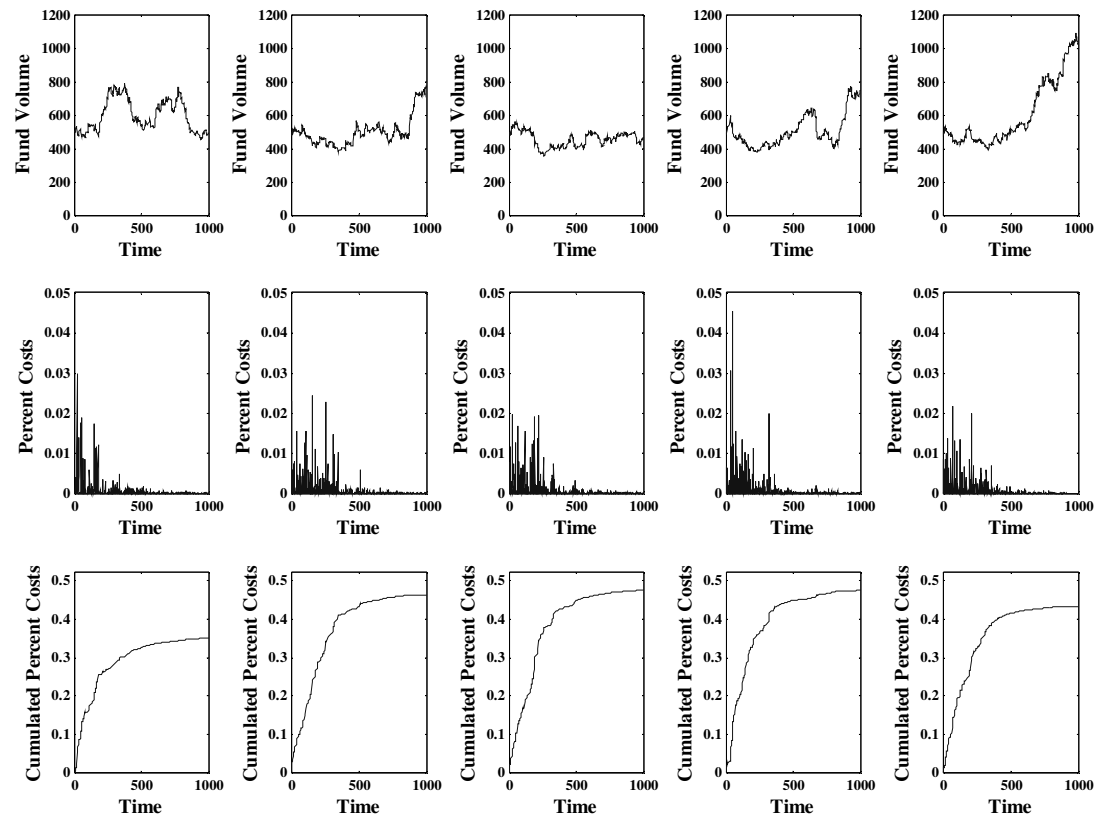 1200 1200 1200 1200 1200
1000 1000 1000 1000 1000
800 800 800 800 800
600 600 600 600 600
400 400 400 400 400
200 200 200 200 200
0 0 0 0 0
Fund Volume Fund Volume Fund Volume Fund Volume Fund Volume
0 500 1000 0 500 1000 0 500 1000 0 500 1000 0 500 1000
Time Time Time Time Time
0.05 0.05 0.05 0.05 0.05
0.04 0.04 0.04 0.04 0.04
0.03 0.03 0.03 0.03 0.03
0.02 0.02 0.02 0.02 0.02
0.01 0.01 0.01 0.01 0.01
0 0 0 0 0
Percent Costs Percent Costs Percent Costs Percent Costs Percent Costs
0 500 1000 0 500 1000 0 500 1000 0 500 1000 0 500 1000
Time Time Time Time Time
0.5 0.5 0.5 0.5 0.5
0.4 0.4 0.4 0.4 0.4
0.3 0.3 0.3 0.3 0.3
0.2 0.2 0.2 0.2 0.2
0.1 0.1 0.1 0.1 0.1
0 0 0 0 0
Cumulated Percent Costs Cumulated Percent Costs Cumulated Percent Costs Cumulated Percent Costs Cumulated Percent Costs
0 500 1000 0 500 1000 0 500 1000 0 500 1000 0 500 1000
Time Time Time Time Time